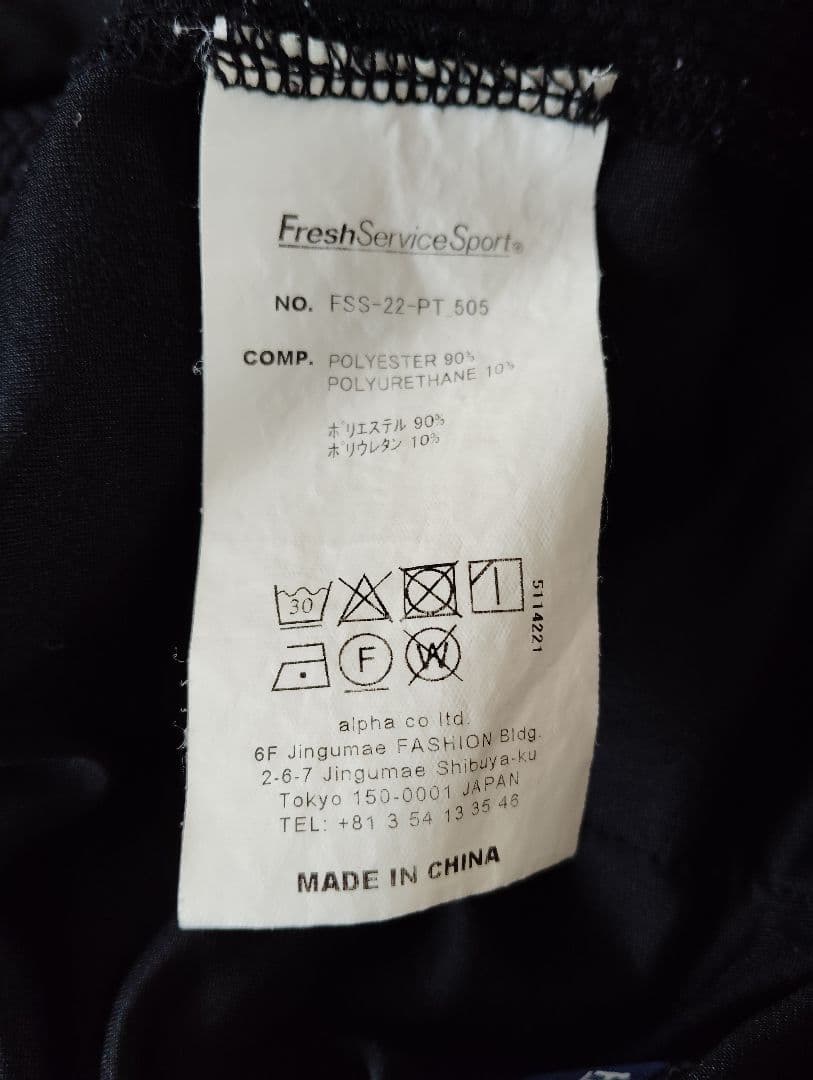 FreshServiceSport®
NO. FSS-22-PT_505
COMP. POLYESTER 90%
POLYURETHANE 10%
ポリエステル 90%
ポリウレタン 10%
30
5114221
F
W
alpha co ltd.
6F Jingumae FASHION Bldg.
2-6-7 Jingumae Shibuya-ku
Tokyo 150-0001 JAPAN
TEL: +81 3 54 13 35 46
MADE IN CHINA